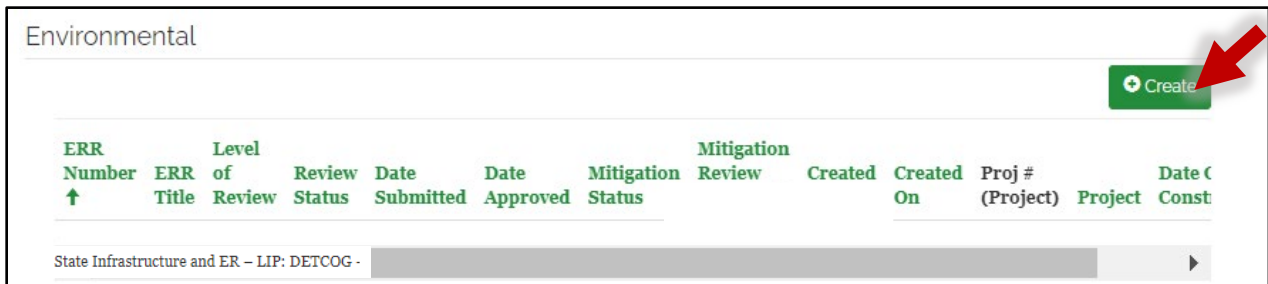 Environmental
Create
ERR Number ↑
ERR Title
Level of Review
Review Status
Date Submitted
Date Approved
Mitigation Status
Mitigation Review
Created
Created On
Proj # (Project)
Project
Date
State Infrastructure and ER – LIP: DETCOG -